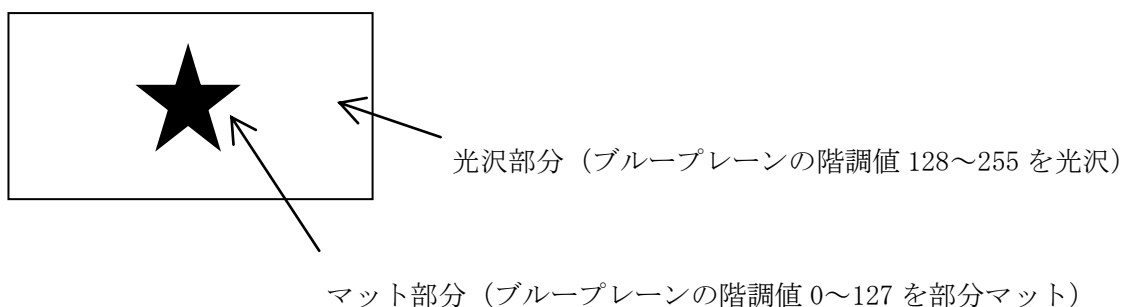 光沢部分（ブループレーンの階調値 128～255 を光沢）
マット部分（ブループレーンの階調値 0～127 を部分マット）